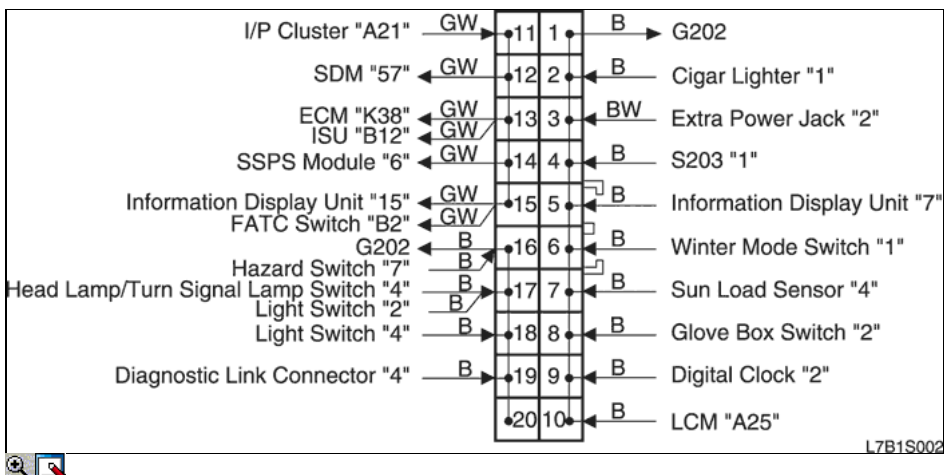 I/P Cluster "A21" GW 11 1 B G202
SDM "57" GW 12 2 B Cigar Lighter "1"
ECM "K38" GW 13 3 BW Extra Power Jack "2"
ISU "B12" GW
SSPS Module "6" GW 14 4 B S203 "1"
Information Display Unit "15" GW 15 5 B Information Display Unit "7"
FATC Switch "B2" GW
G202 B 16 6 B Winter Mode Switch "1"
Hazard Switch "7" B
Head Lamp/Turn Signal Lamp Switch "4" B 17 7 B Sun Load Sensor "4"
Light Switch "2" B
Light Switch "4" B 18 8 B Glove Box Switch "2"
Diagnostic Link Connector "4" B 19 9 B Digital Clock "2"
20 10 B LCM "A25"
L7B1S002